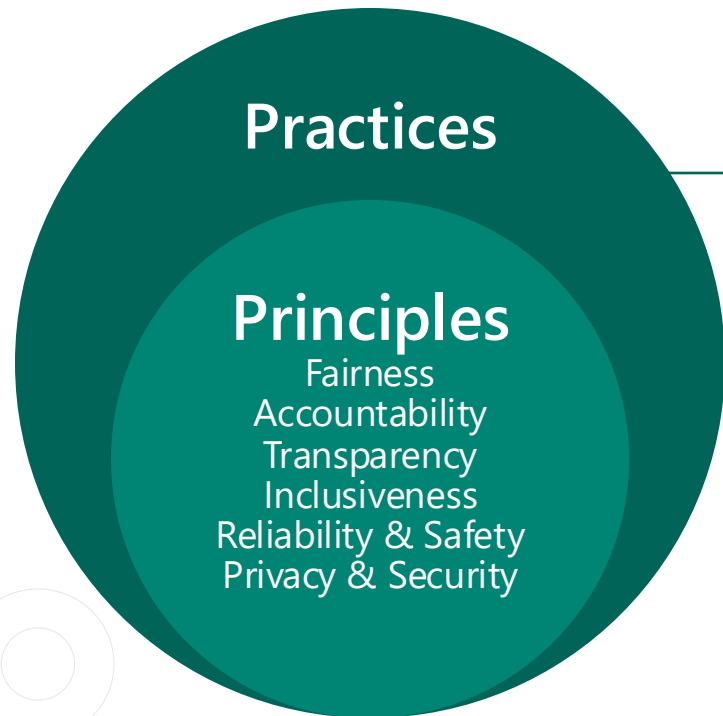 Practices
Principles
Fairness
Accountability
Transparency
Inclusiveness
Reliability & Safety
Privacy & Security